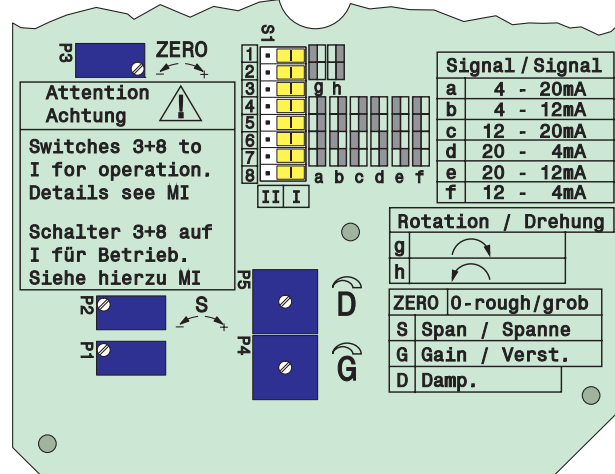 P3
ZERO
- +
S1
1
2
3
4
5
6
7
8
g h
a b c d e f
II I
Attention
Achtung
!
Switches 3+8 to
I for operation.
Details see MI
Schalter 3+8 auf
I für Betrieb.
Siehe hierzu MI
Signal / Signal
a 4 - 20mA
b 4 - 12mA
c 12 - 20mA
d 20 - 4mA
e 20 - 12mA
f 12 - 4mA
Rotation / Drehung
g
h
P2
S
- +
P1
P5
D
P4
G
ZERO 0-rough/grob
S Span / Spanne
G Gain / Verst.
D Damp.